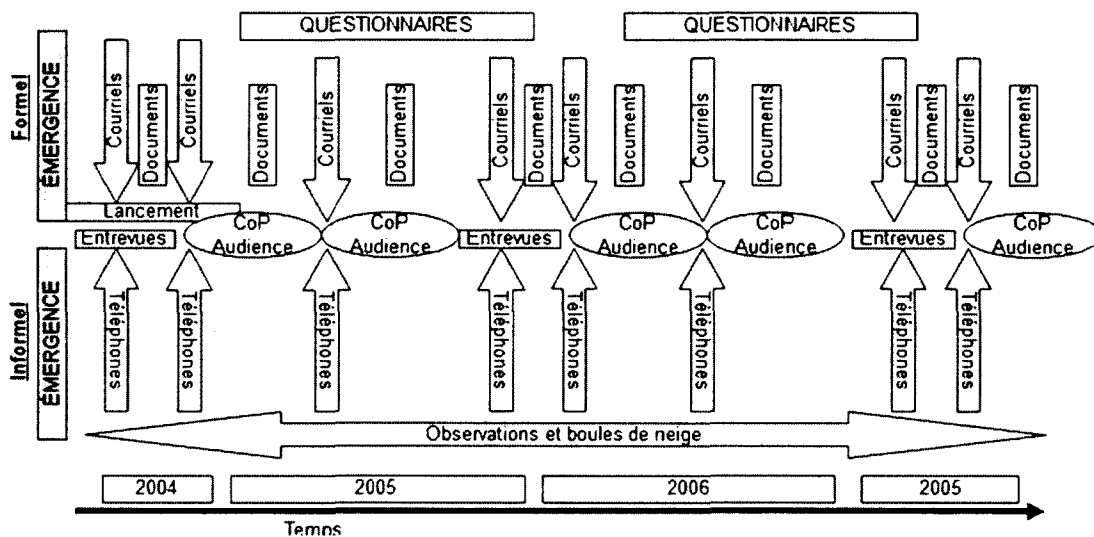 QUESTIONNAIRES
QUESTIONNAIRES
Formel
ÉMERGENCE
Courriels
Documents
Courriels
Documents
Courriels
Documents
Courriels
Documents
Courriels
Documents
Courriels
Documents
Courriels
Documents
Courriels
Documents
Lancement
Entrevues
CoP
Audience
CoP
Audience
Entrevues
CoP
Audience
CoP
Audience
Entrevues
CoP
Audience
Informel
ÉMERGENCE
Téléphones
Téléphones
Téléphones
Téléphones
Téléphones
Téléphones
Téléphones
Téléphones
Observations et boules de neige
2004
2005
2006
2005
Temps